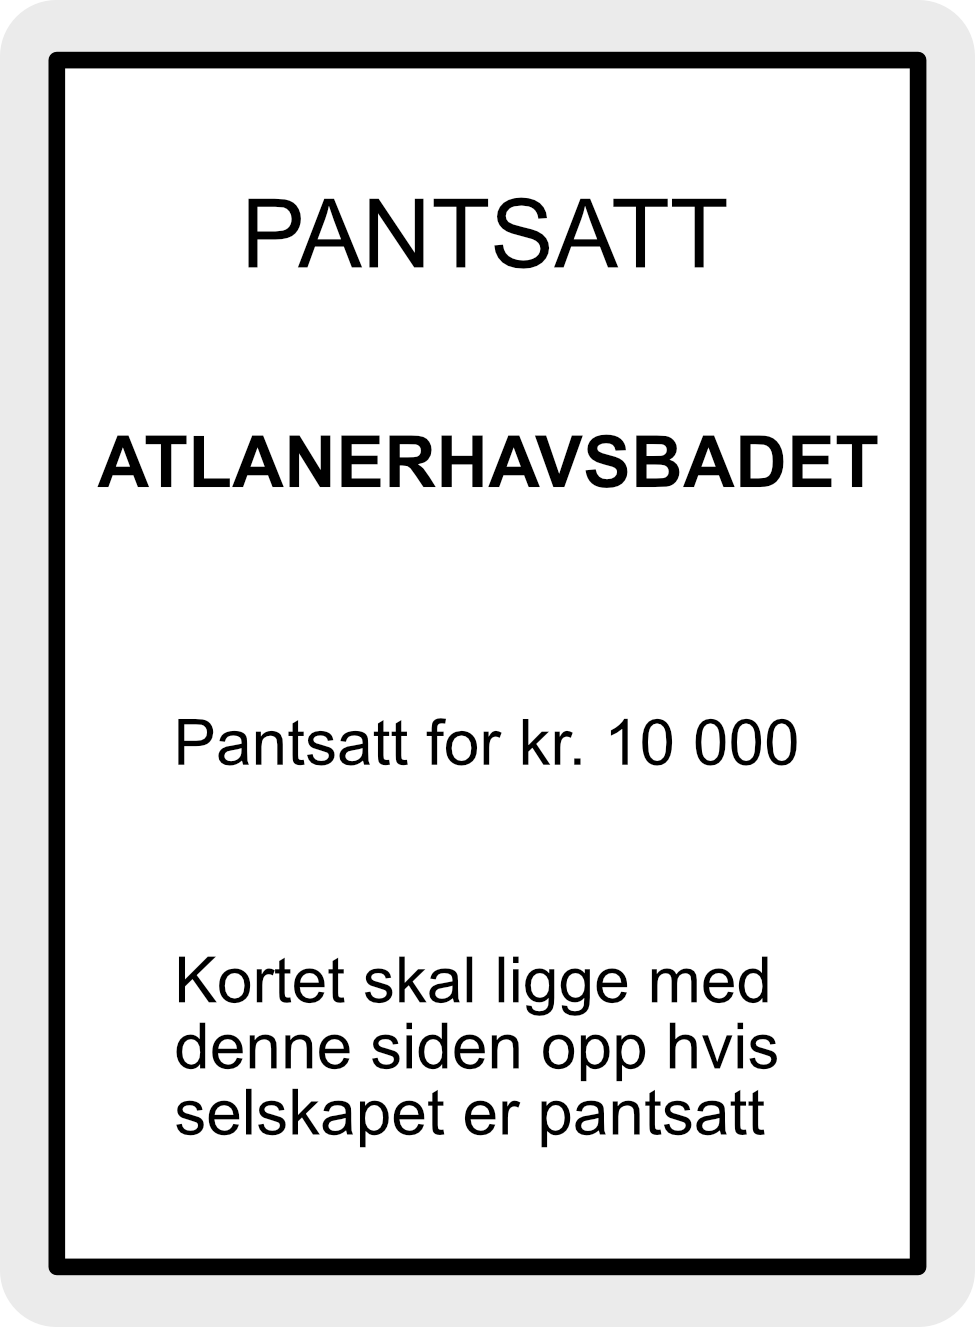 PANTSATT
ATLANERHAVSBADET
Pantsatt for kr. 10 000
Kortet skal ligge med
denne siden opp hvis
selskapet er pantsatt